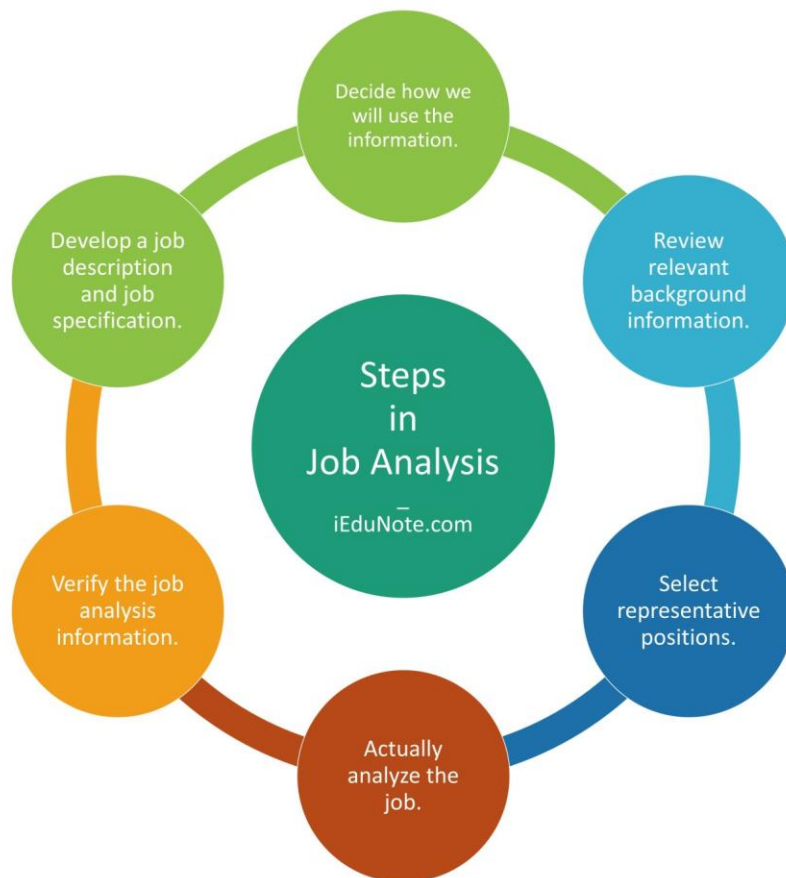 Decide how we
will use the
information.
Review
relevant
background
information.
Select
representative
positions.
Actually
analyze the
job.
Verify the job
analysis
information.
Develop a job
description
and job
specification.
Steps
in
Job Analysis
–
iEduNote.com